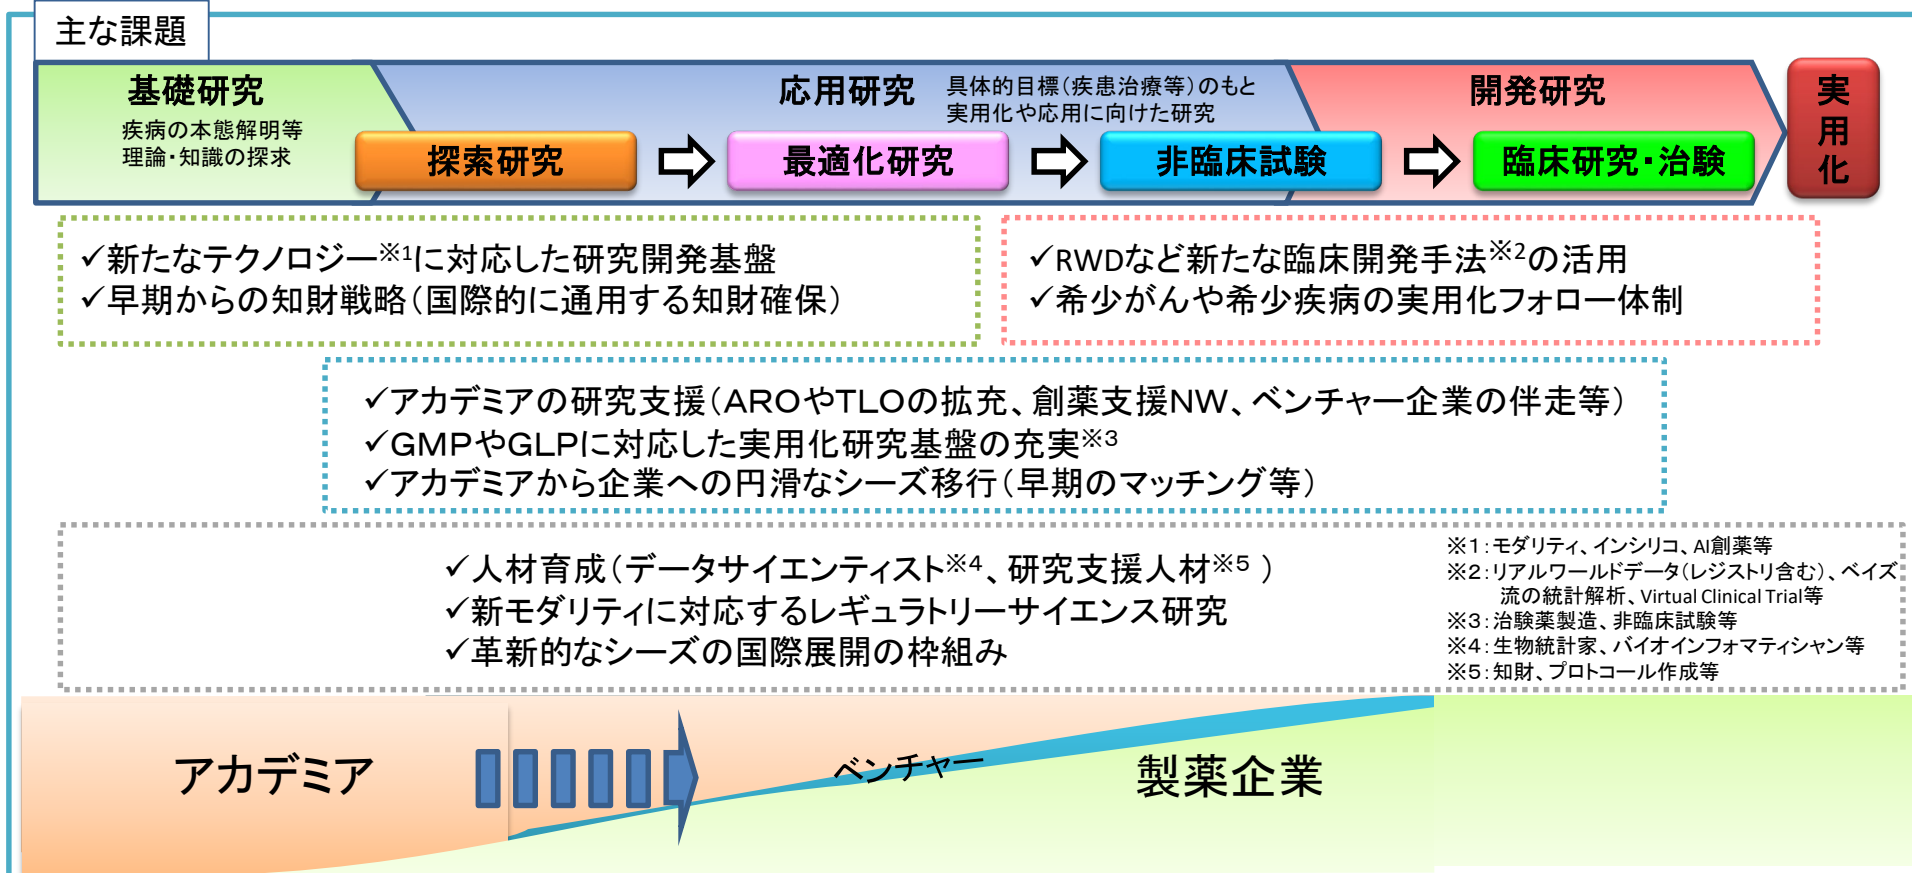 主な課題
基礎研究
疾病の本態解明等
理論・知識の探求
応用研究
具体的目標（疾患治療等）のもと
実用化や応用に向けた研究
開発研究
実用化
探索研究
最適化研究
非臨床試験
臨床研究・治験
✓新たなテクノロジー※1に対応した研究開発基盤
✓早期からの知財戦略（国際的に通用する知財確保）
✓RWDなど新たな臨床開発手法※2の活用
✓希少がんや希少疾病の実用化フォロー体制
✓アカデミアの研究支援（AROやTLOの拡充、創薬支援NW、ベンチャー企業の伴走等）
✓GMPやGLPに対応した実用化研究基盤の充実※3
✓アカデミアから企業への円滑なシーズ移行（早期のマッチング等）
✓人材育成（データサイエンティスト※4、研究支援人材※5 ）
✓新モダリティに対応するレギュラトリーサイエンス研究
✓革新的なシーズの国際展開の枠組み
※1：モダリティ、インシリコ、AI創薬等
※2：リアルワールドデータ（レジストリ含む）、ベイズ
流の統計解析、Virtual Clinical Trial等
※3：治験薬製造、非臨床試験等
※4：生物統計家、バイオインフォマティシャン等
※5：知財、プロトコール作成等
アカデミア
ベンチャー
製薬企業